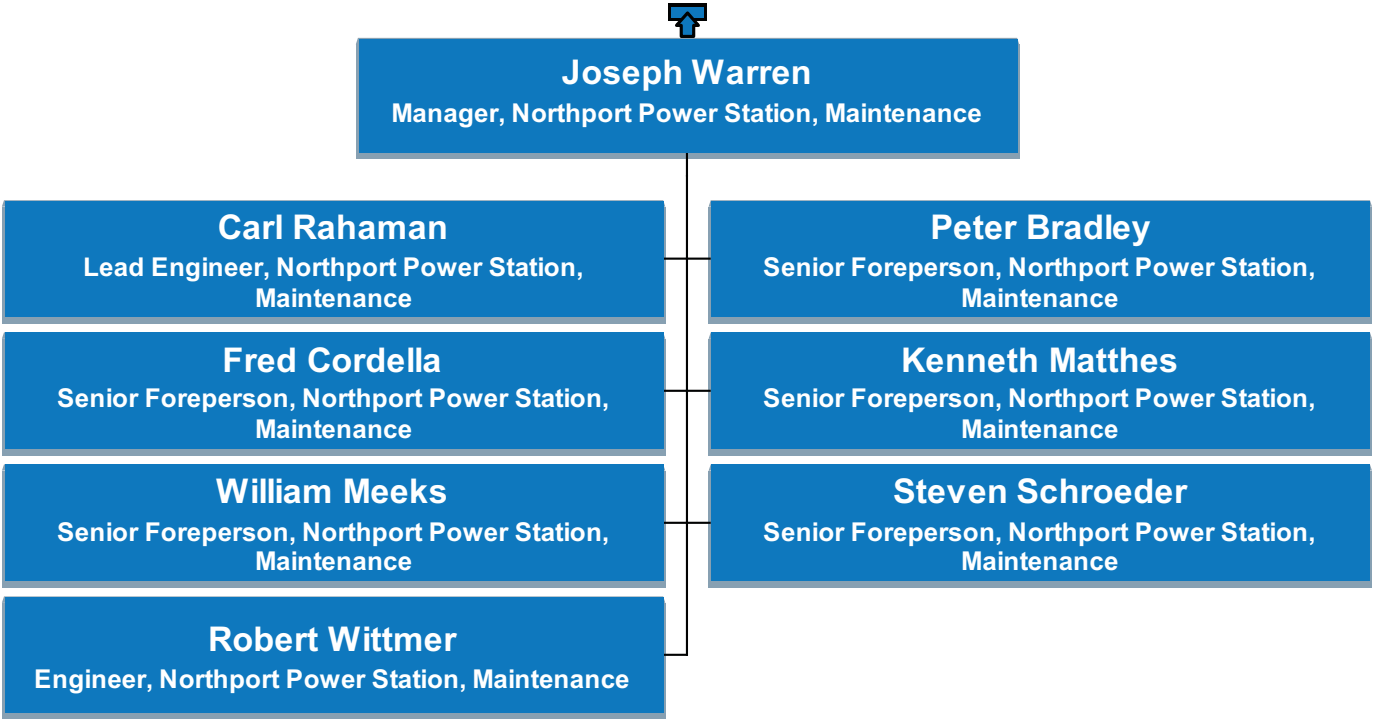 Joseph Warren
Manager, Northport Power Station, Maintenance
Carl Rahaman
Lead Engineer, Northport Power Station,
Maintenance
Peter Bradley
Senior Foreperson, Northport Power Station,
Maintenance
Fred Cordella
Senior Foreperson, Northport Power Station,
Maintenance
Kenneth Matthes
Senior Foreperson, Northport Power Station,
Maintenance
William Meeks
Senior Foreperson, Northport Power Station,
Maintenance
Steven Schroeder
Senior Foreperson, Northport Power Station,
Maintenance
Robert Wittmer
Engineer, Northport Power Station, Maintenance